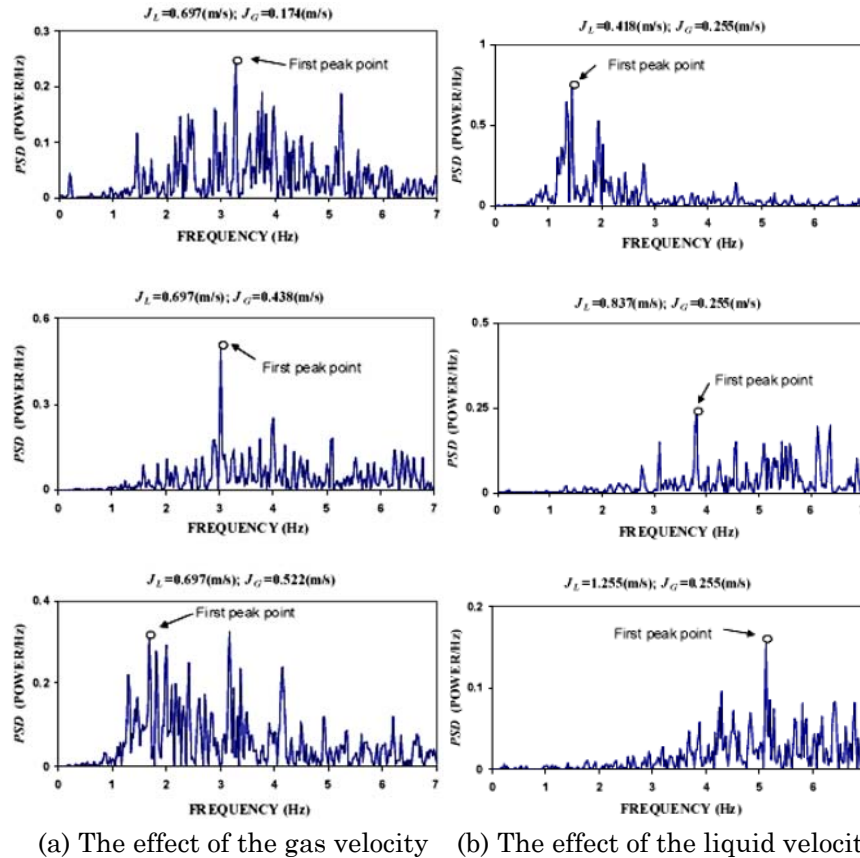 J_L=0.697(m/s); J_G=0.174(m/s)
0.3
0.2
0.1
0
PSD (POWER/Hz)
First peak point
0 1 2 3 4 5 6 7
FREQUENCY (Hz)
J_L=0.697(m/s); J_G=0.438(m/s)
0.6
0.3
0.0
PSD (POWER/Hz)
First peak point
0 1 2 3 4 5 6 7
FREQUENCY (Hz)
J_L=0.697(m/s); J_G=0.522(m/s)
0.4
0.2
0
PSD (POWER/Hz)
First peak point
0 1 2 3 4 5 6 7
FREQUENCY (Hz)
(a) The effect of the gas velocity
J_L=0.418(m/s); J_G=0.255(m/s)
1
0.5
0
PSD (POWER/Hz)
First peak point
0 1 2 3 4 5 6
FREQUENCY (Hz)
J_L=0.837(m/s); J_G=0.255(m/s)
0.5
0.25
0
PSD (POWER/Hz)
First peak point
0 1 2 3 4 5 6
FREQUENCY (Hz)
J_L=1.255(m/s); J_G=0.255(m/s)
0.2
0.1
0
PSD (POWER/Hz)
First peak point
0 1 2 3 4 5 6
FREQUENCY (Hz)
(b) The effect of the liquid velocit